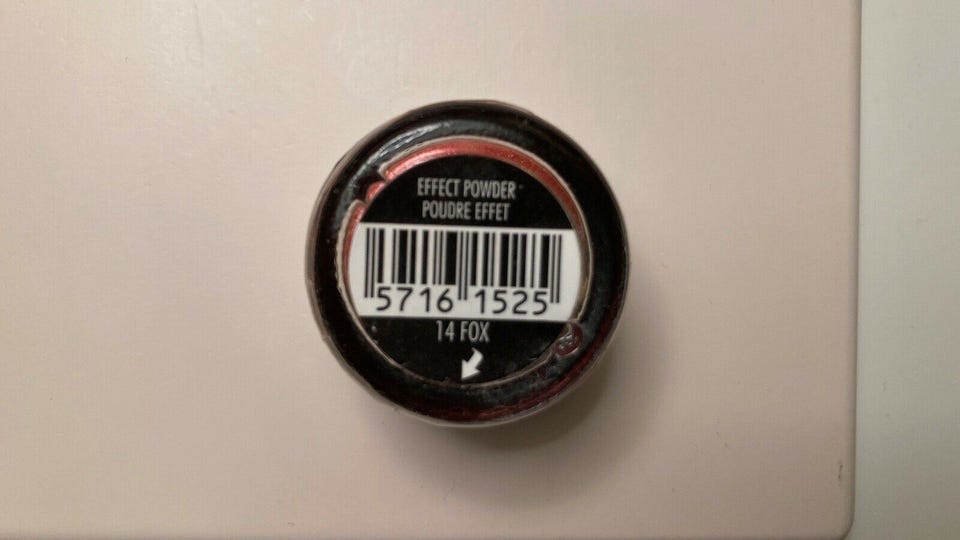 EFFECT POWDER
POUDRE EFFET
5716 1525
14 FOX